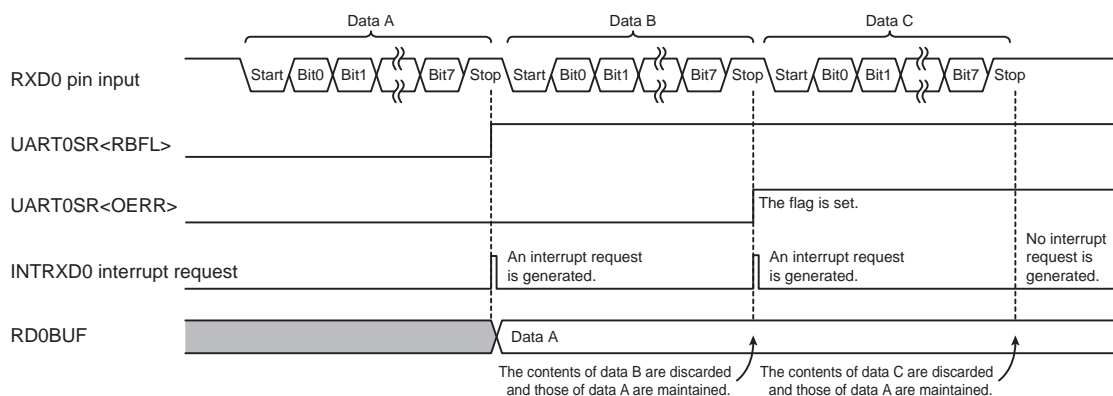 Data A Data B Data C
RXD0 pin input
Start Bit0 Bit1 Bit7 Stop Start Bit0 Bit1 Bit7 Stop Start Bit0 Bit1 Bit7 Stop
UART0SR<RBFL>
UART0SR<OERR>
The flag is set.
INTRXD0 interrupt request
An interrupt request
is generated.
An interrupt request
is generated.
No interrupt
request is
generated.
RD0BUF
Data A
The contents of data B are discarded
and those of data A are maintained.
The contents of data C are discarded
and those of data A are maintained.